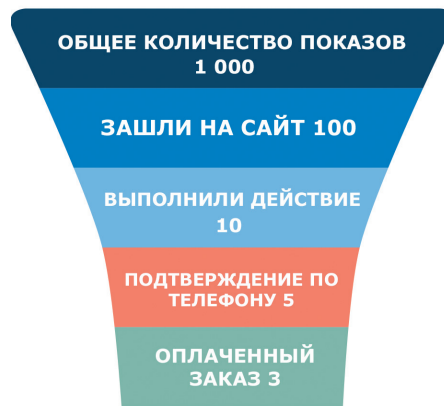 ОБЩЕЕ КОЛИЧЕСТВО ПОКАЗОВ
1 000
ЗАШЛИ НА САЙТ 100
ВЫПОЛНИЛИ ДЕЙСТВИЕ
10
ПОДТВЕРЖДЕНИЕ ПО
ТЕЛЕФОНУ 5
ОПЛАЧЕННЫЙ
ЗАКАЗ 3